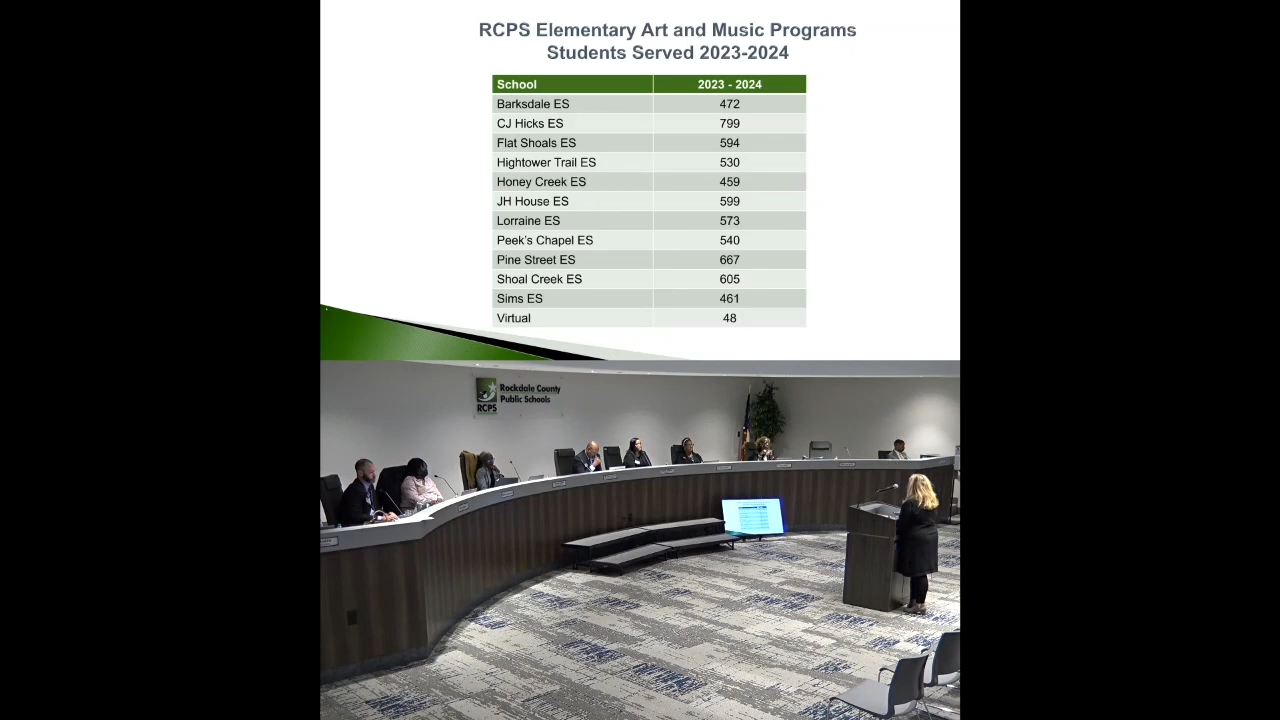 RCPS Elementary Art and Music Programs
Students Served 2023-2024
School 2023 - 2024
Barksdale ES 472
CJ Hicks ES 799
Flat Shoals ES 594
Hightower Trail ES 530
Honey Creek ES 459
JH House ES 599
Lorraine ES 573
Peek's Chapel ES 540
Pine Street ES 667
Shoal Creek ES 605
Sims ES 461
Virtual 48
Rockdale County
Public Schools
RCPS